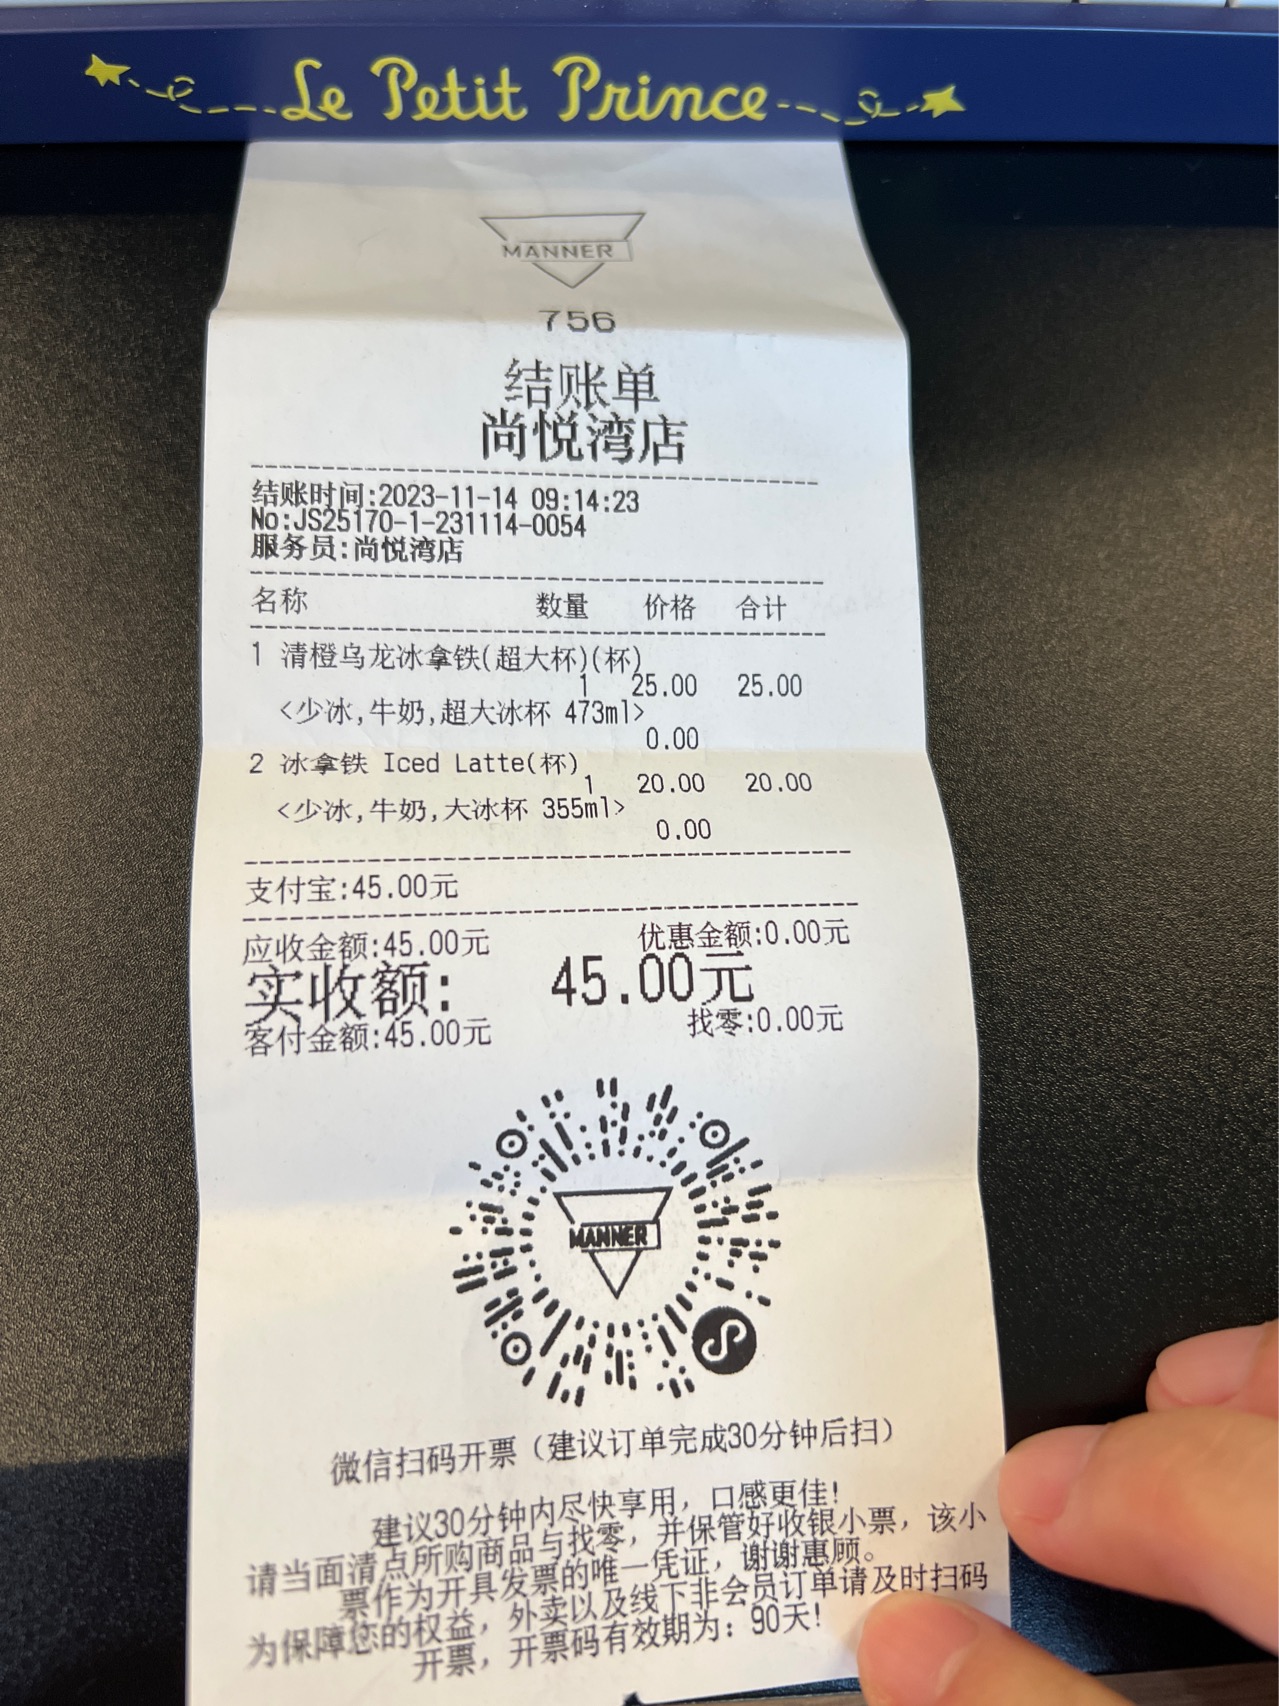 Le Petit Prince
MANNER
756
结账单
尚悦湾店
结账时间:2023-11-14 09:14:23
No:JS25170-1-231114-0054
服务员:尚悦湾店
名称 数量 价格 合计
1 清橙乌龙冰拿铁(超大杯)(杯)
1 25.00 25.00
<少冰,牛奶,超大冰杯 473ml>
0.00
2 冰拿铁 Iced Latte(杯)
1 20.00 20.00
<少冰,牛奶,大冰杯 355ml>
0.00
支付宝:45.00元
应收金额:45.00元 优惠金额:0.00元
实收额: 45.00元
客付金额:45.00元 找零:0.00元
MANNER
微信扫码开票（建议订单完成30分钟后扫）
建议30分钟内尽快享用，口感更佳!
请当面清点所购商品与找零，并保管好收银小票，该小
票作为开具发票的唯一凭证，谢谢惠顾。
为保障您的权益，外卖以及线下非会员订单请及时扫码
开票，开票码有效期为：90天!